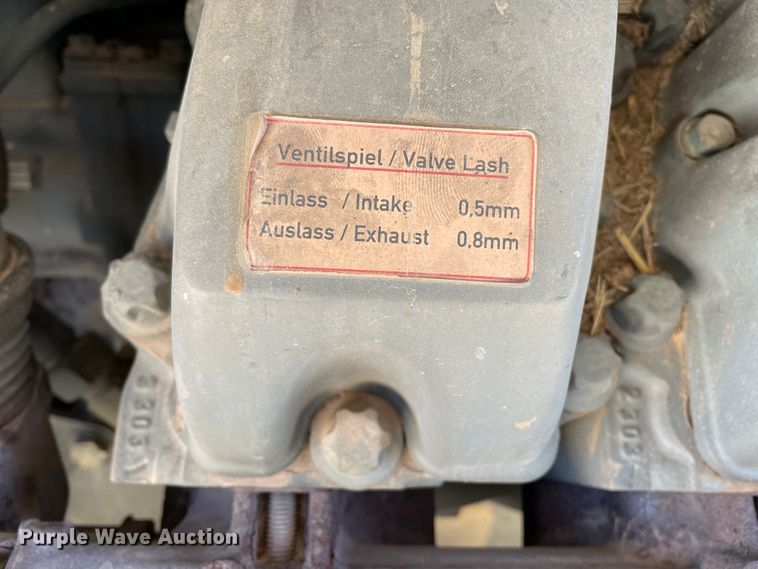 Ventilspiel / Valve Lash
Einlass / Intake 0,5mm
Auslass / Exhaust 0,8mm
Purple Wave Auction